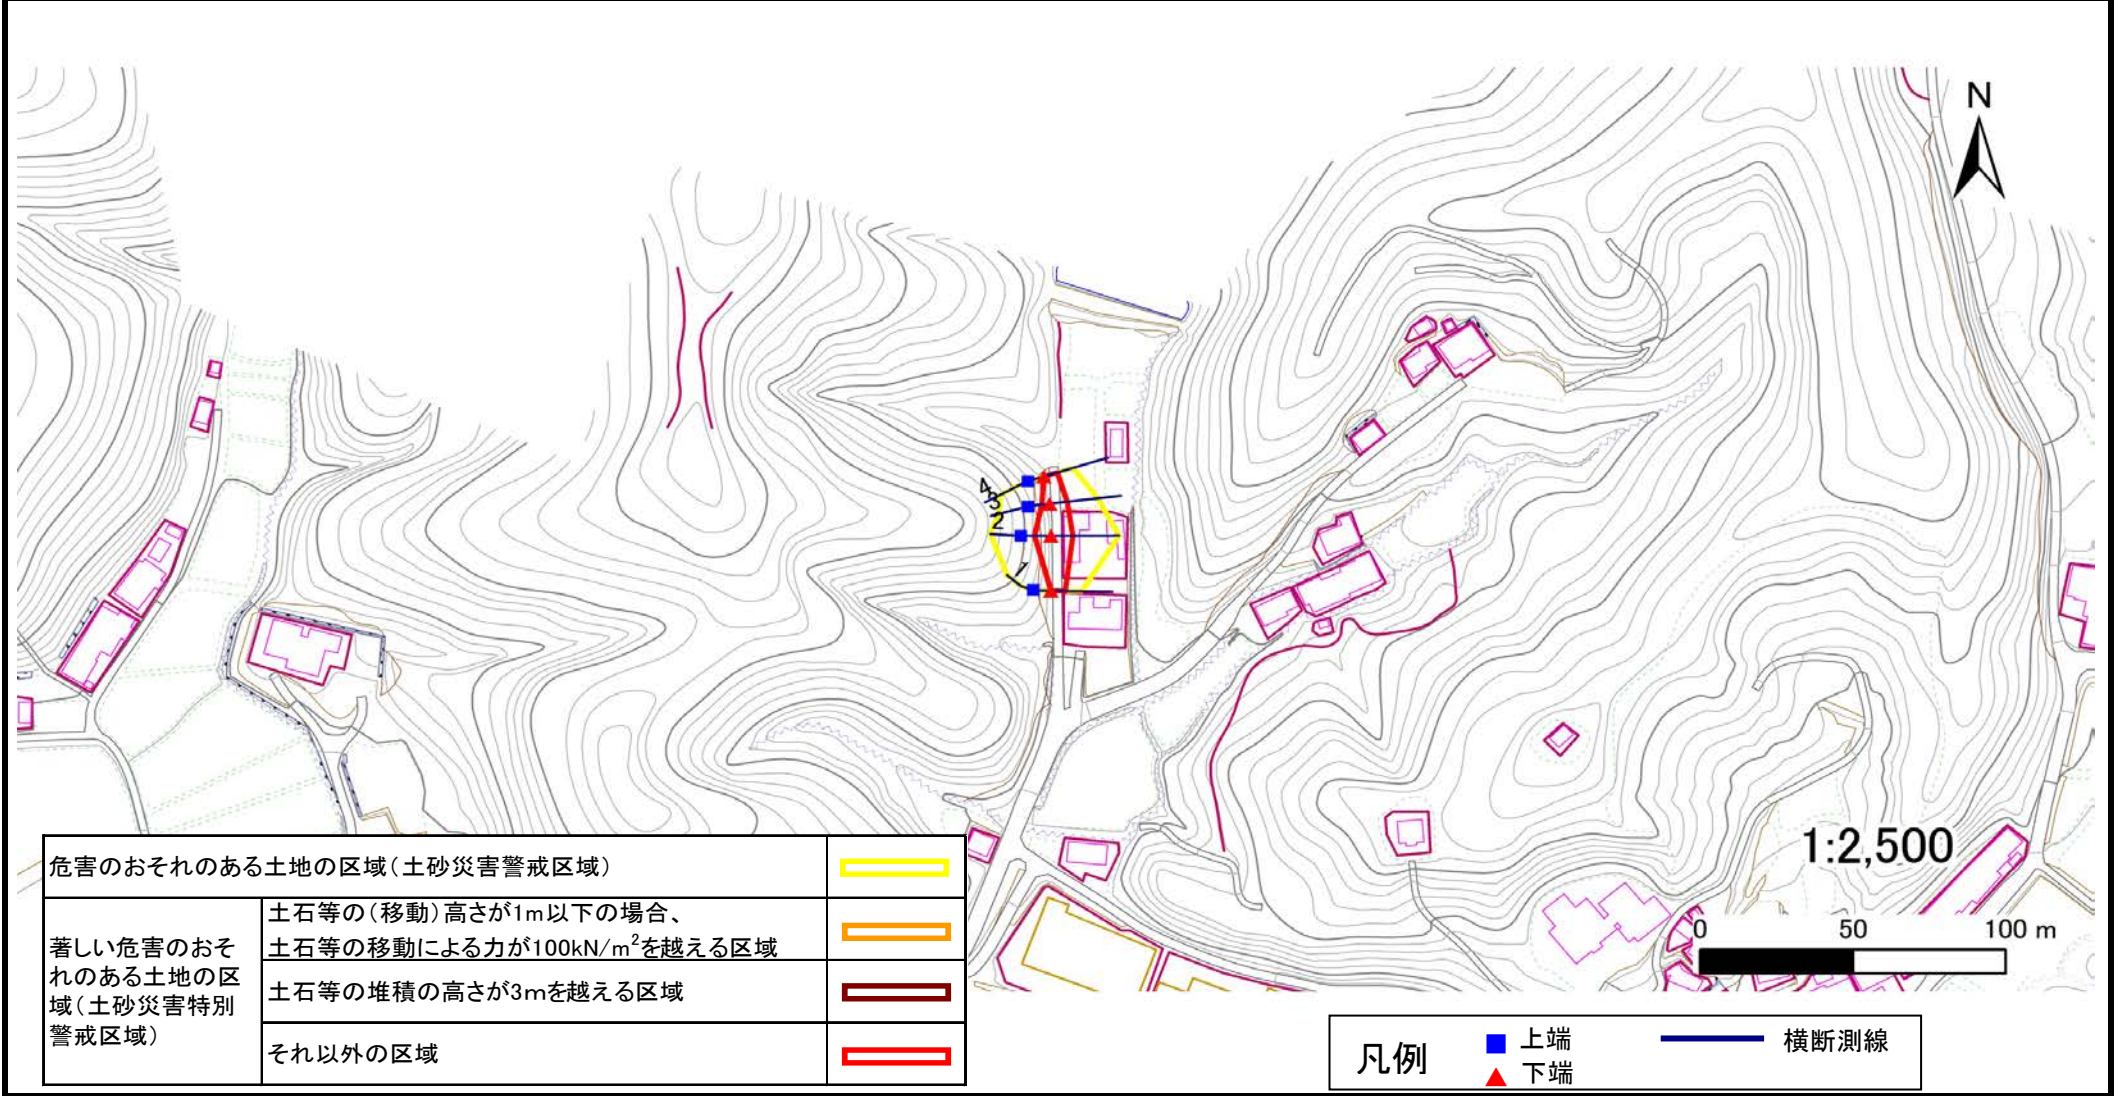 N
4
3
2
1
1:2,500
0 50 100 m
危害のおそれのある土地の区域(土砂災害警戒区域)
著しい危害のおそ
れのある土地の区
域(土砂災害特別
警戒区域)
土石等の(移動)高さが1m以下の場合、
土石等の移動による力が100kN/m²を越える区域
土石等の堆積の高さが3mを越える区域
それ以外の区域
凡例
上端
下端
横断測線